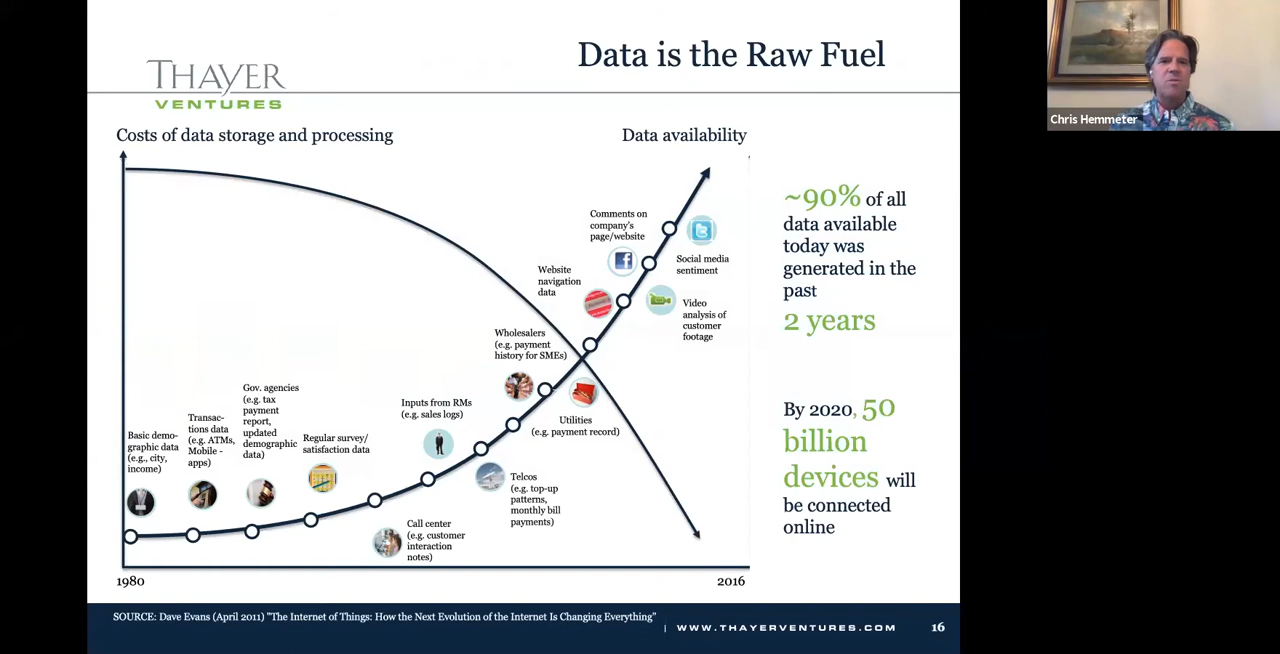 THAYER
VENTURES
Data is the Raw Fuel
Chris Hemmeter
Costs of data storage and processing
Data availability
Basic demo-
graphic data
(e.g., city,
income)
Transac-
tions data
(e.g. ATMs,
Mobile -
apps)
Gov. agencies
(e.g. tax
payment
report,
updated
demographic
data)
Regular survey/
satisfaction data
Call center
(e.g. customer
interaction
notes)
Inputs from RMs
(e.g. sales logs)
Telcos
(e.g. top-up
patterns,
monthly bill
payments)
Wholesalers
(e.g. payment
history for SMEs)
Utilities
(e.g. payment record)
Website
navigation
data
Video
analysis of
customer
footage
Comments on
company's
page/website
Social media
sentiment
1980
2016
~90% of all
data available
today was
generated in the
past
2 years
By 2020, 50
billion
devices will
be connected
online
SOURCE: Dave Evans (April 2011) "The Internet of Things: How the Next Evolution of the Internet Is Changing Everything"
| WWW.THAYERVENTURES.COM
16